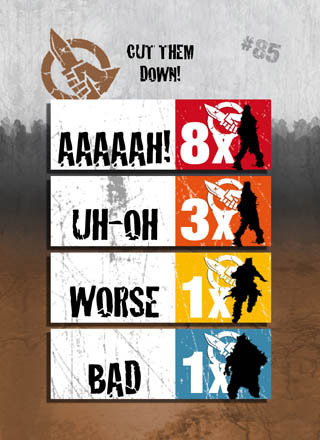 CUT THEM
DOWN!
#85
AAAAAH! 8x
UH-OH 3x
WORSE 1x
BAD 1x